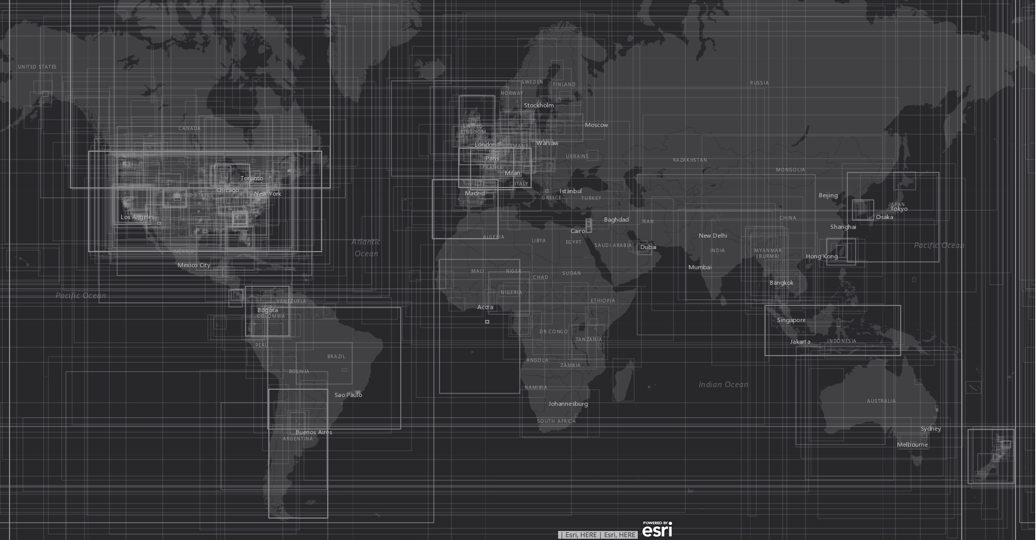 UNITED STATES
RUSSIA
SWEDEN
FINLAND
NORWAY
Stockholm
Moscow
CANADA
UNITED
KINGDOM
London
Warsaw
Paris
UKRAINE
KAZAKHSTAN
MONGOLIA
Milan
ITALY
Toronto
Chicago
New York
Madrid
Istanbul
GREECE
TURKEY
Beijing
JAPAN
Tokyo
Osaka
Los Angeles
Baghdad
IRAN
CHINA
Shanghai
Cairo
ALGERIA
LIBYA
EGYPT
SAUDI ARABIA
Dubai
New Delhi
INDIA
MYANMAR
(BURMA)
Hong Kong
Atlantic
Ocean
Pacific Ocean
MEXICO
Mexico City
Mumbai
Bangkok
MALI
NIGER
CHAD
SUDAN
Pacific Ocean
VENEZUELA
Bogota
COLOMBIA
Accra
NIGERIA
ETHIOPIA
Singapore
Jakarta
INDONESIA
DR CONGO
TANZANIA
PERU
BRAZIL
BOLIVIA
ANGOLA
ZAMBIA
NAMIBIA
Indian Ocean
Sao Paulo
Johannesburg
AUSTRALIA
SOUTH AFRICA
Buenos Aires
ARGENTINA
Sydney
Melbourne
POWERED BY
esri
| Esri, HERE | Esri, HERE